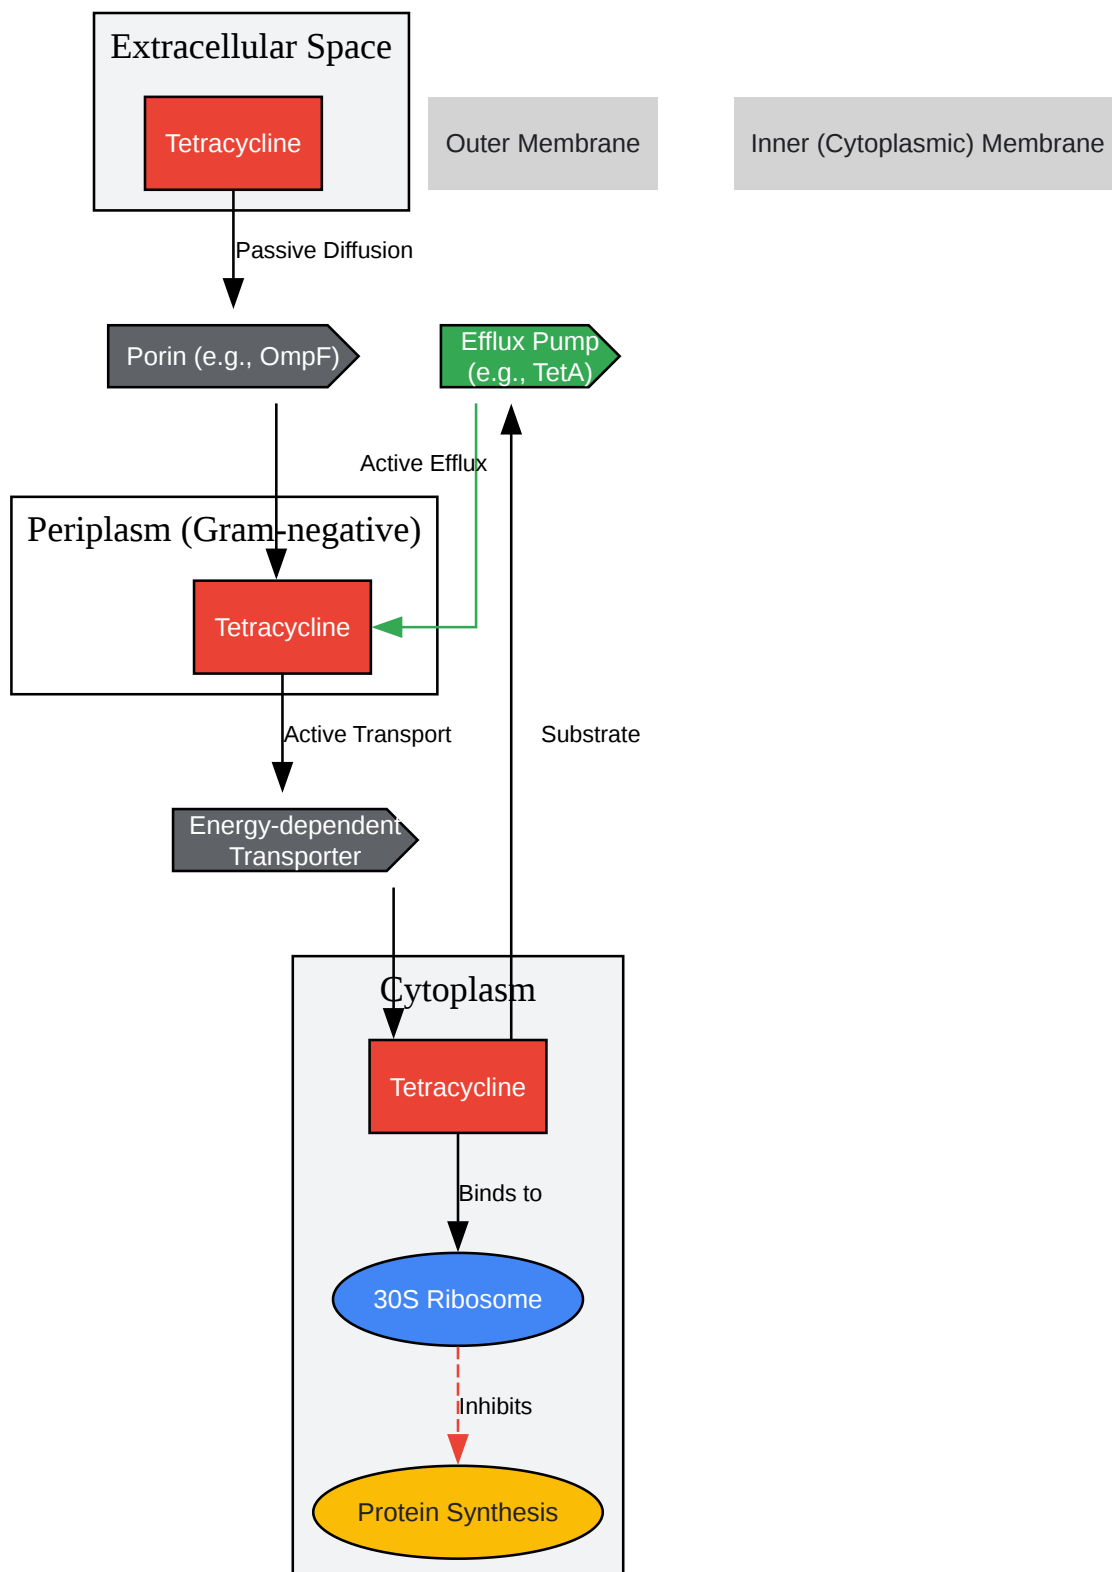 Extracellular Space
Tetracycline
Outer Membrane
Inner (Cytoplasmic) Membrane
Passive Diffusion
Porin (e.g., OmpF)
Efflux Pump
(e.g., TetA)
Active Efflux
Periplasm (Gram-negative)
Tetracycline
Active Transport
Substrate
Energy-dependent
Transporter
Cytoplasm
Tetracycline
Binds to
30S Ribosome
Inhibits
Protein Synthesis